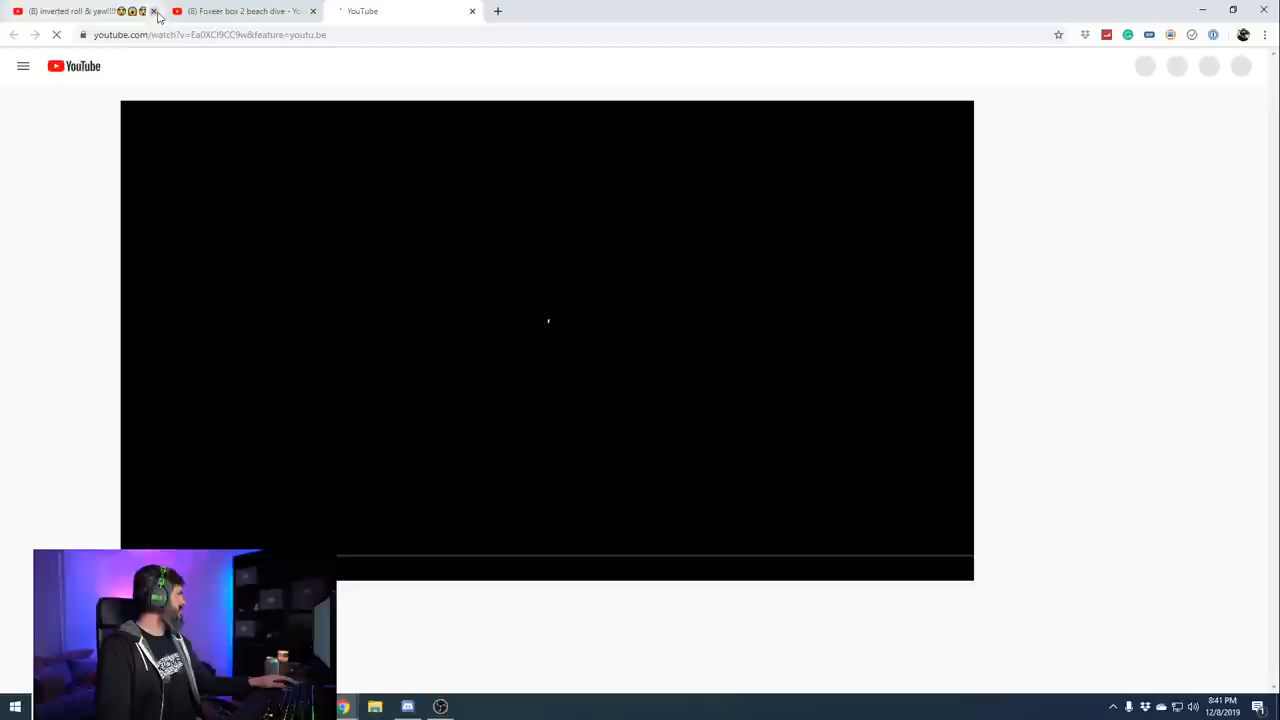 (8) inverted roll & yaw!!!!🤔😱
(8) Foxeer box 2 beach dive - Yo
YouTube
youtube.com/watch?v=Ea0XCl9CC9w&feature=youtu.be
YouTube
8:41 PM
12/8/2019